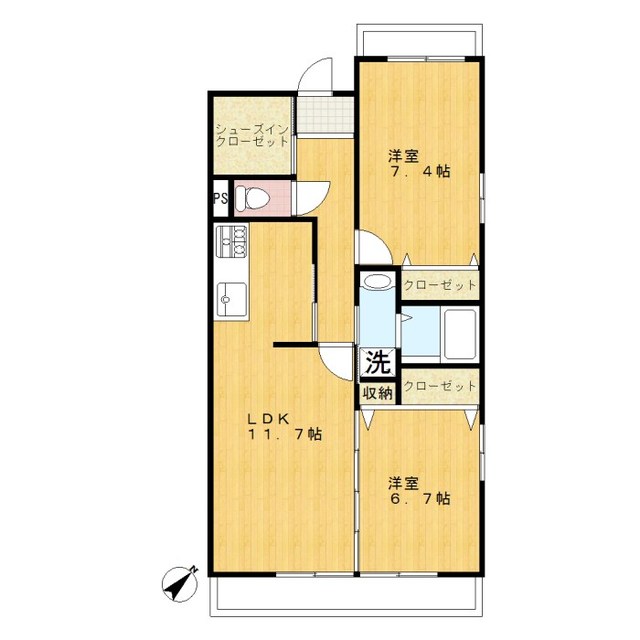 シューズイン
クローゼット
洋室
7.4帖
PS
クローゼット
洗
収納
クローゼット
LDK
11.7帖
洋室
6.7帖
N